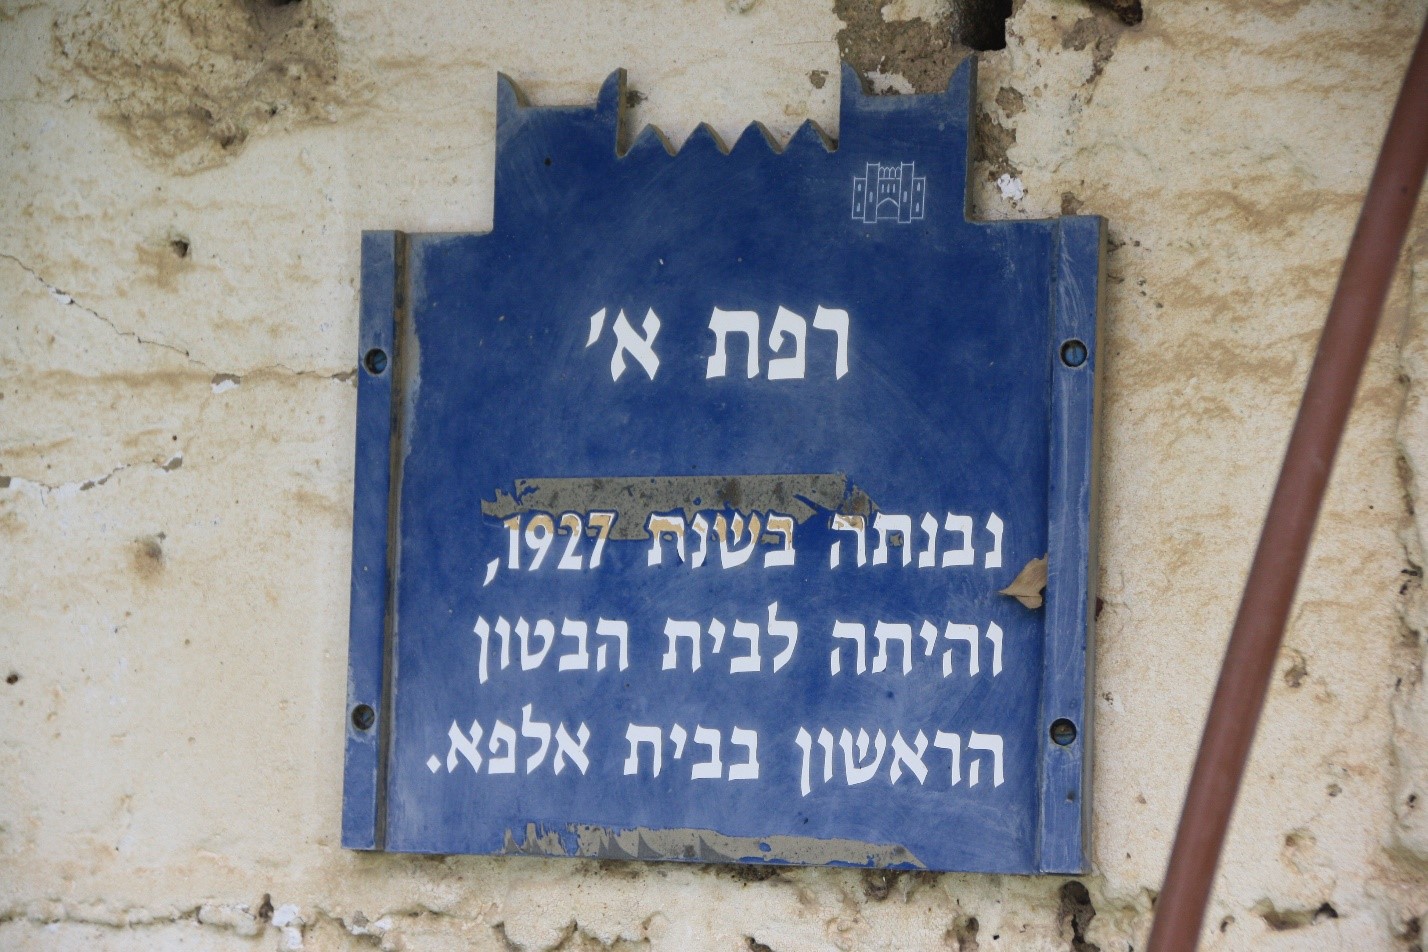 רפת א'
נבנתה בשנת 1927,
והיתה לבית הבטון
הראשון בבית אלפא.